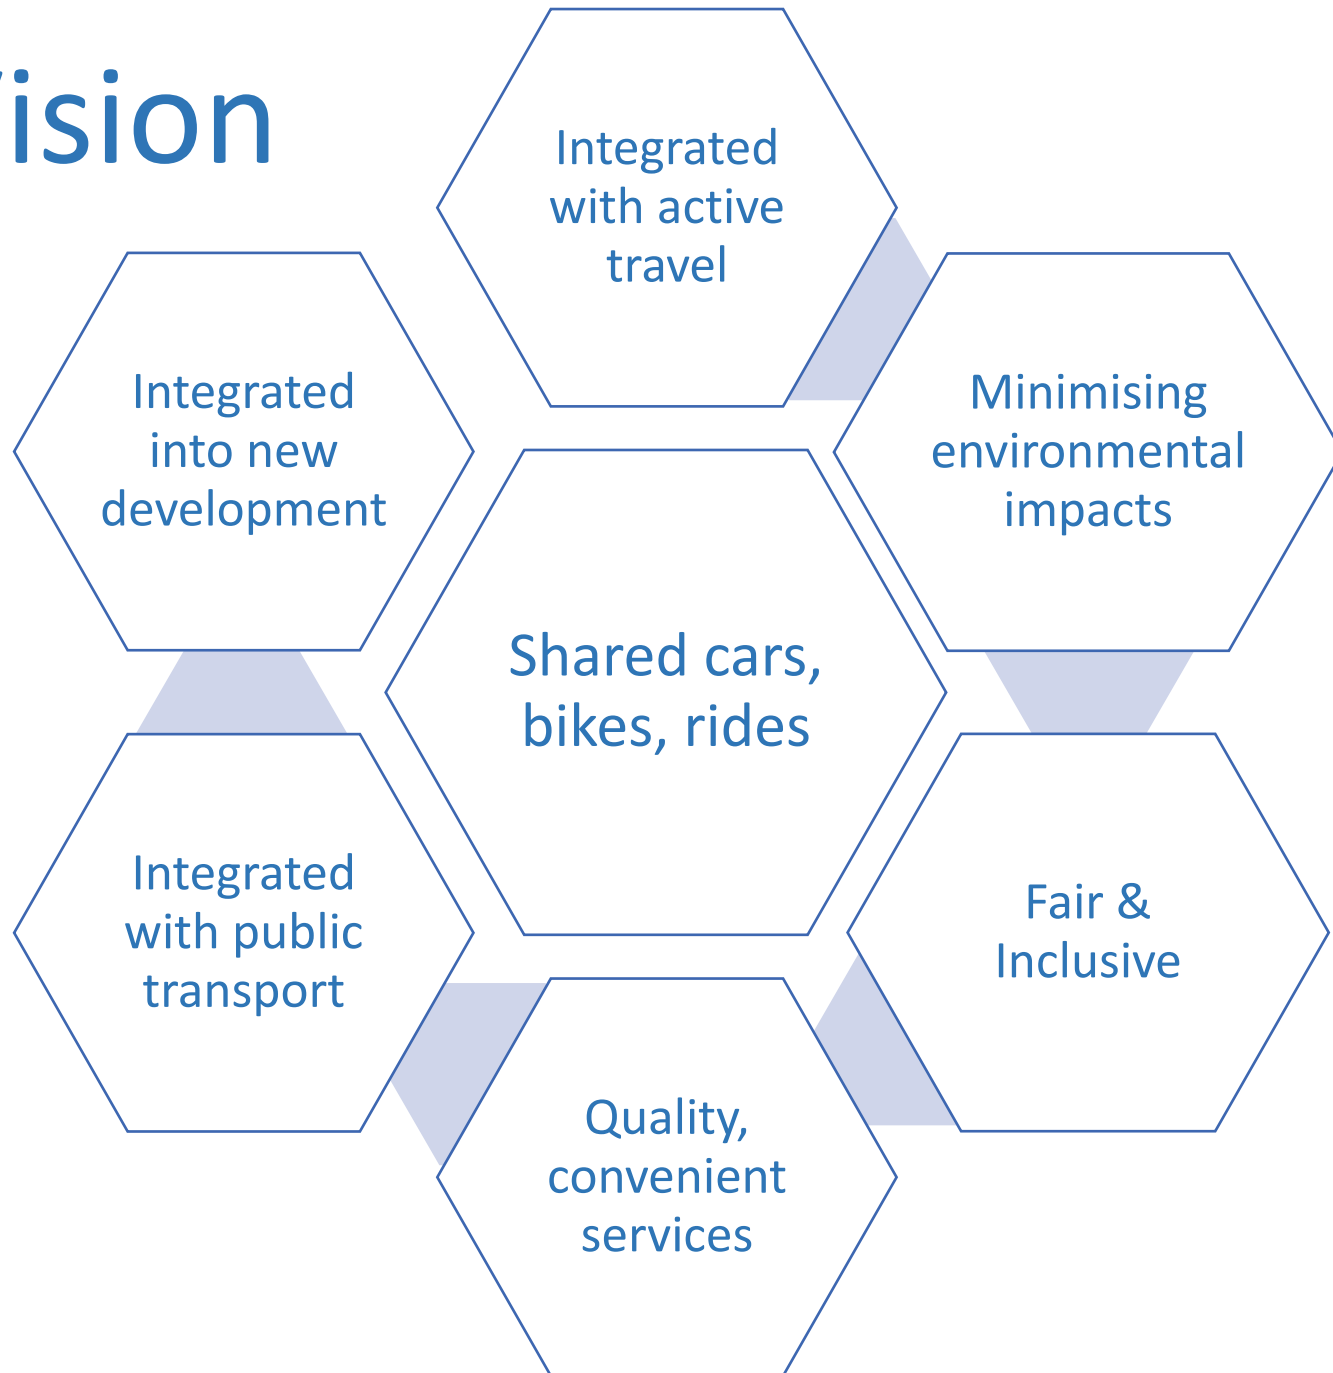 ision
Integrated
with active
travel
Integrated
into new
development
Minimising
environmental
impacts
Shared cars,
bikes, rides
Integrated
with public
transport
Fair &
Inclusive
Quality,
convenient
services